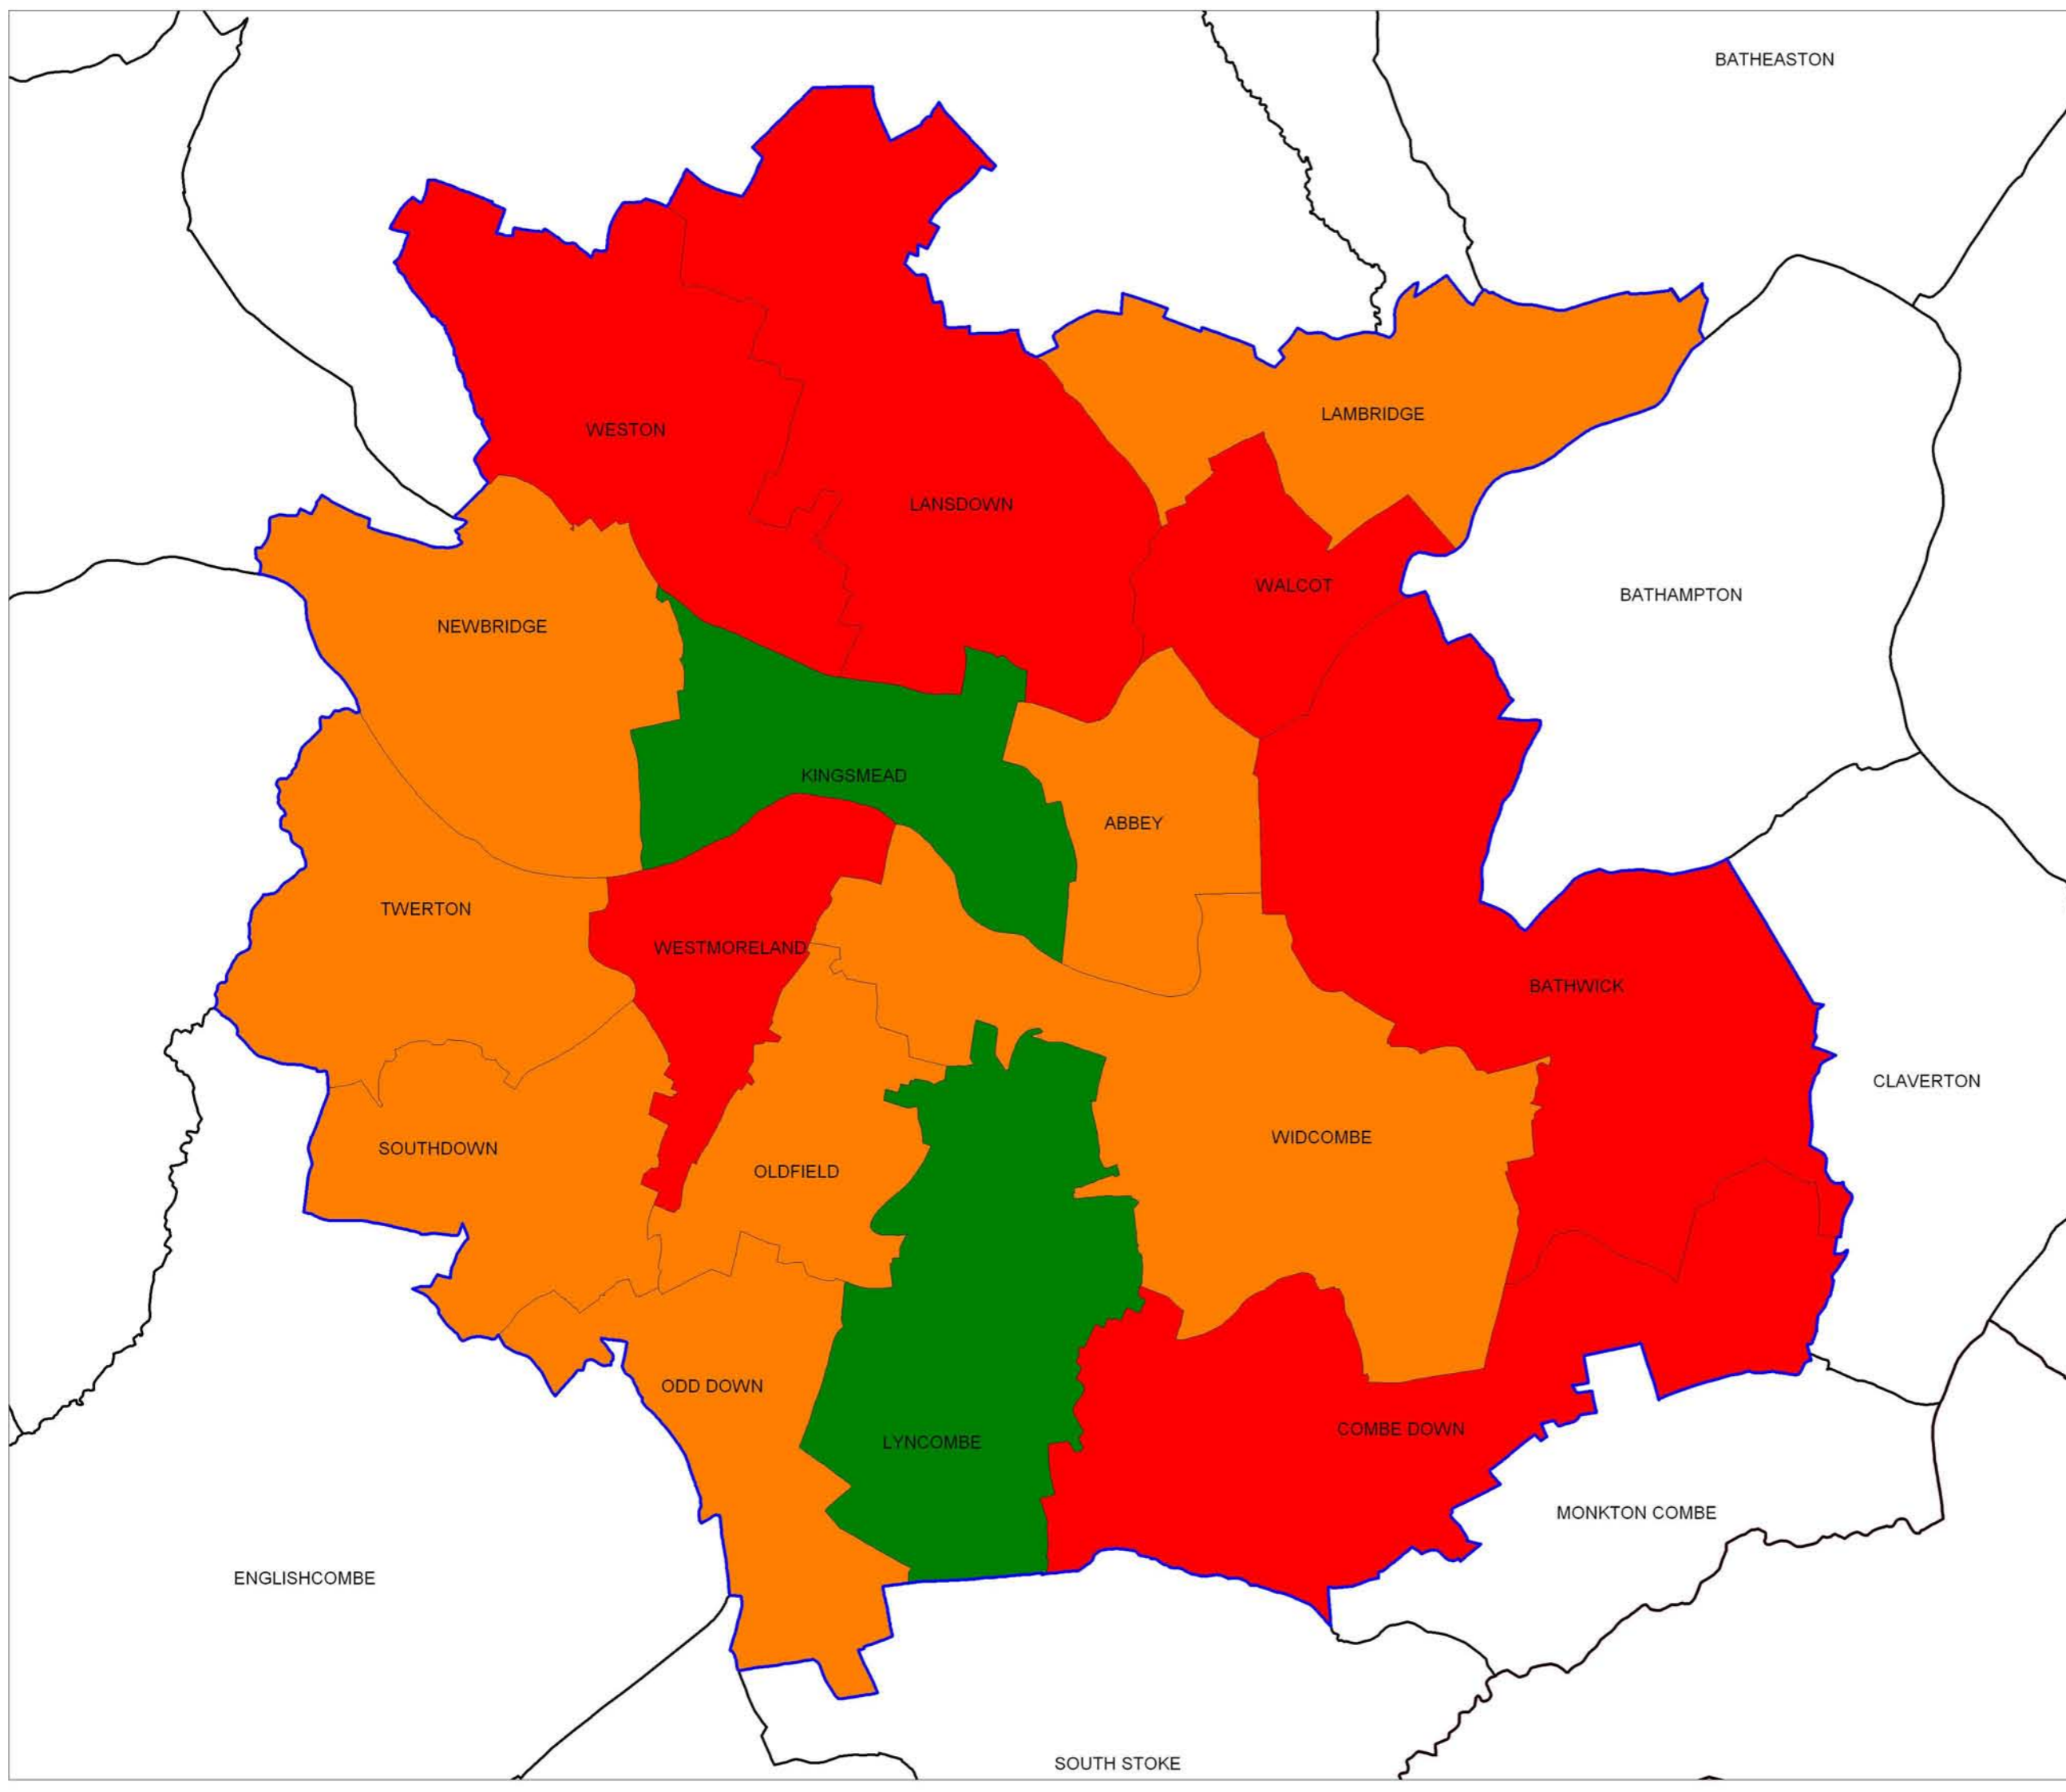 BATHEASTON
LAMBRIDGE
WESTON
LANSDOWN
WALCOT
BATHAMPTON
NEWBRIDGE
KINGSMEAD
ABBEY
TWERTON
WESTMORELAND
BATHWICK
CLAVERTON
WIDCOMBE
SOUTHDOWN
OLDFIELD
ODD DOWN
COMBE DOWN
LYNCOMBE
MONKTON COMBE
ENGLISHCOMBE
SOUTH STOKE